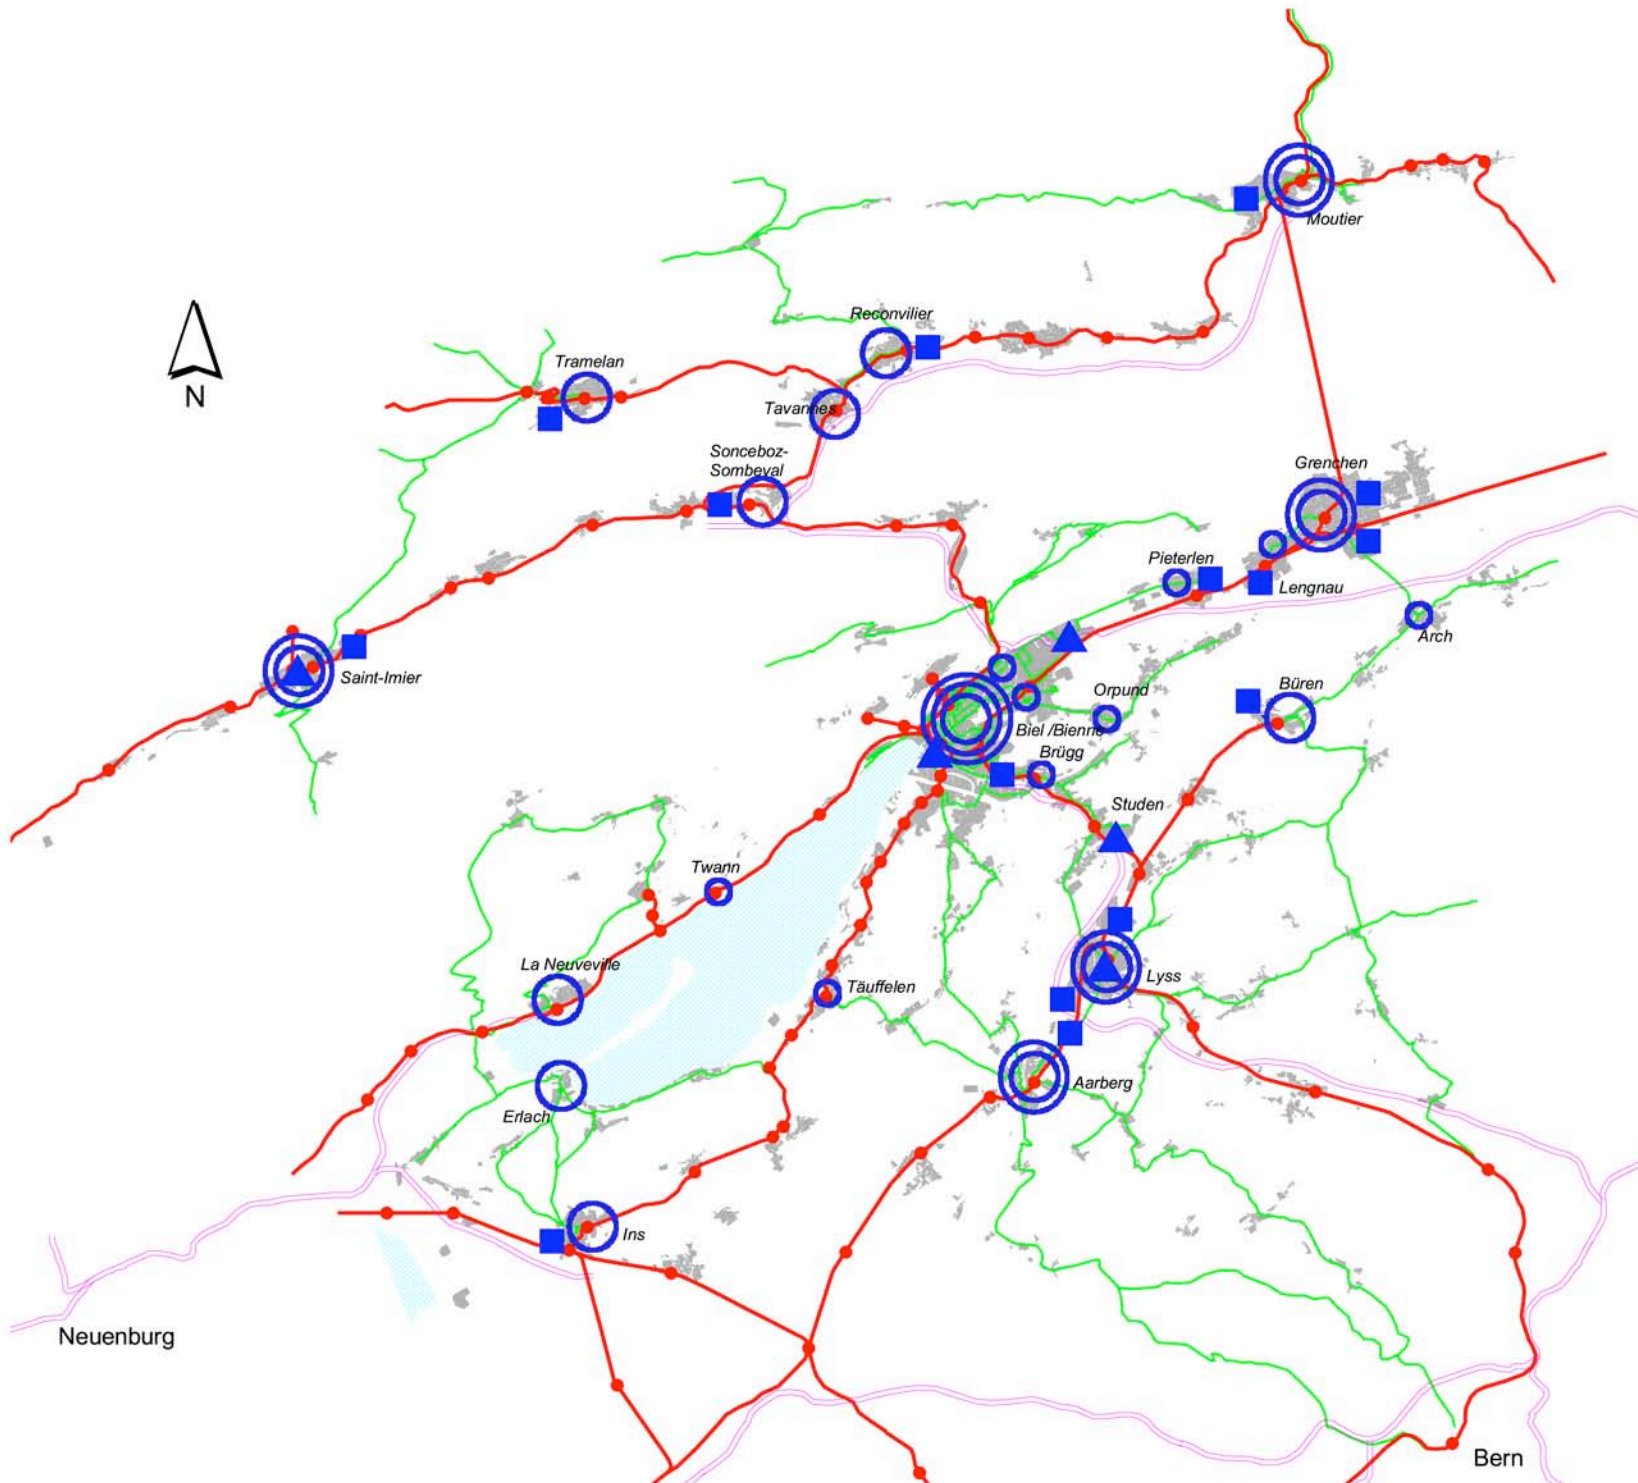 Moutier
Reconvilier
Tramelan
Tavannes
Sonceboz-
Sombeval
Grenchen
Pieterlen
Lengnau
Arch
Saint-Imier
Orpund
Büren
Biel /Bienne
Brügg
Studen
Twann
La Neuveville
Täuffelen
Lyss
Aarberg
Erlach
Ins
Neuenburg
Bern
N